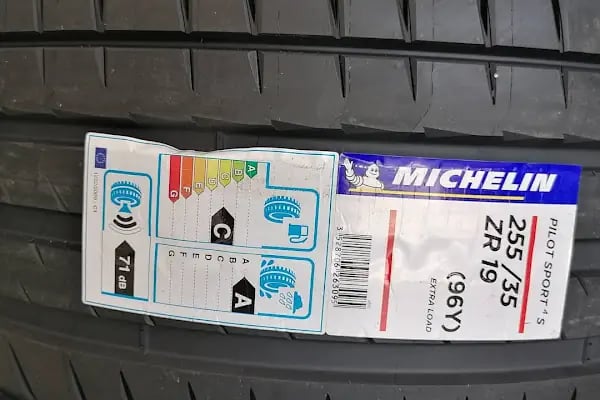 MICHELIN
PILOT SPORT 4 S
255/35
ZR 19
(96Y)
EXTRA LOAD
A
B
C
D
E
F
G
C
A
B
C
D
E
F
G
A
71 dB